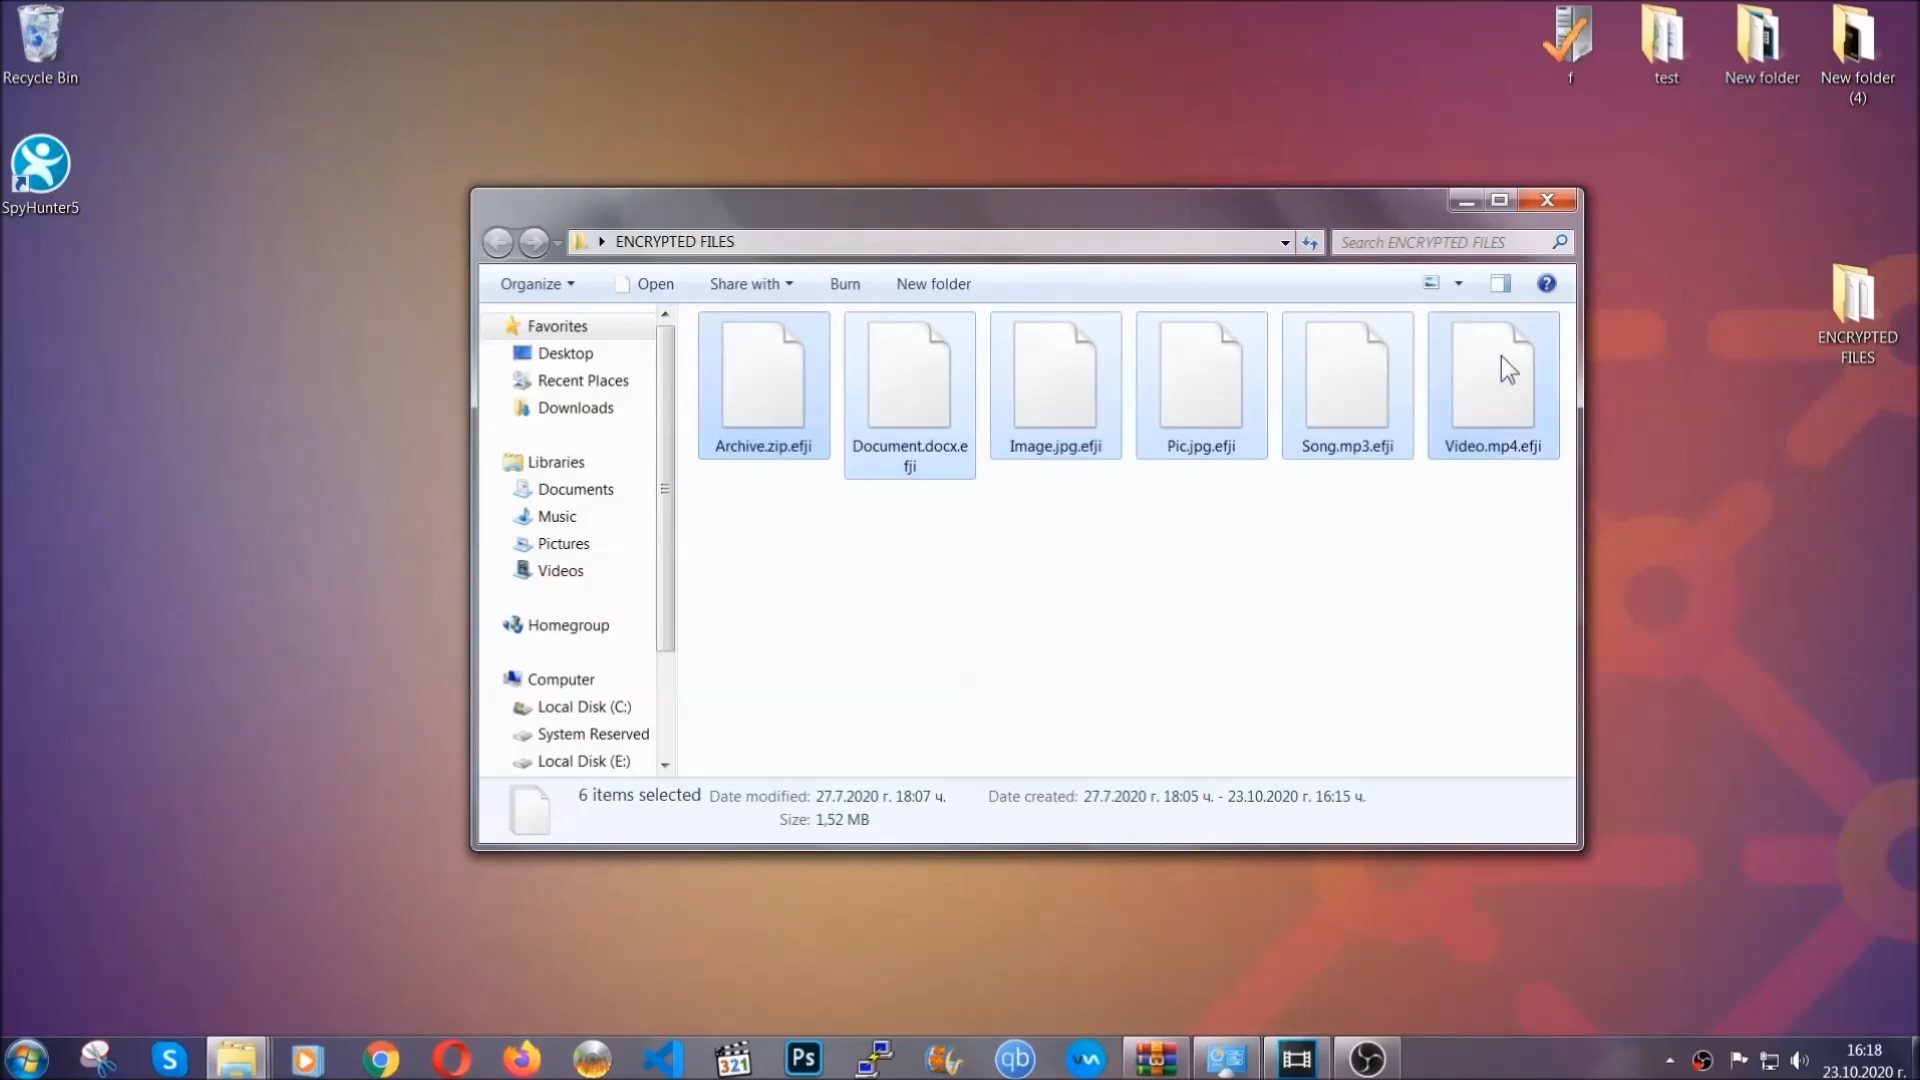 Recycle Bin
SpyHunter5
f
test
New folder
New folder
(4)
ENCRYPTED
FILES
ENCRYPTED FILES
Search ENCRYPTED FILES
Organize
Open
Share with
Burn
New folder
Favorites
Desktop
Recent Places
Downloads
Libraries
Documents
Music
Pictures
Videos
Homegroup
Computer
Local Disk (C:)
System Reserved
Local Disk (E:)
Archive.zip.efji
Document.docx.e
fji
Image.jpg.efji
Pic.jpg.efji
Song.mp3.efji
Video.mp4.efji
6 items selected Date modified: 27.7.2020 г. 18:07 ч. Date created: 27.7.2020 г. 18:05 ч. - 23.10.2020 г. 16:15 ч.
Size: 1,52 MB
S
321
Ps
qb
16:18
23.10.2020 г.